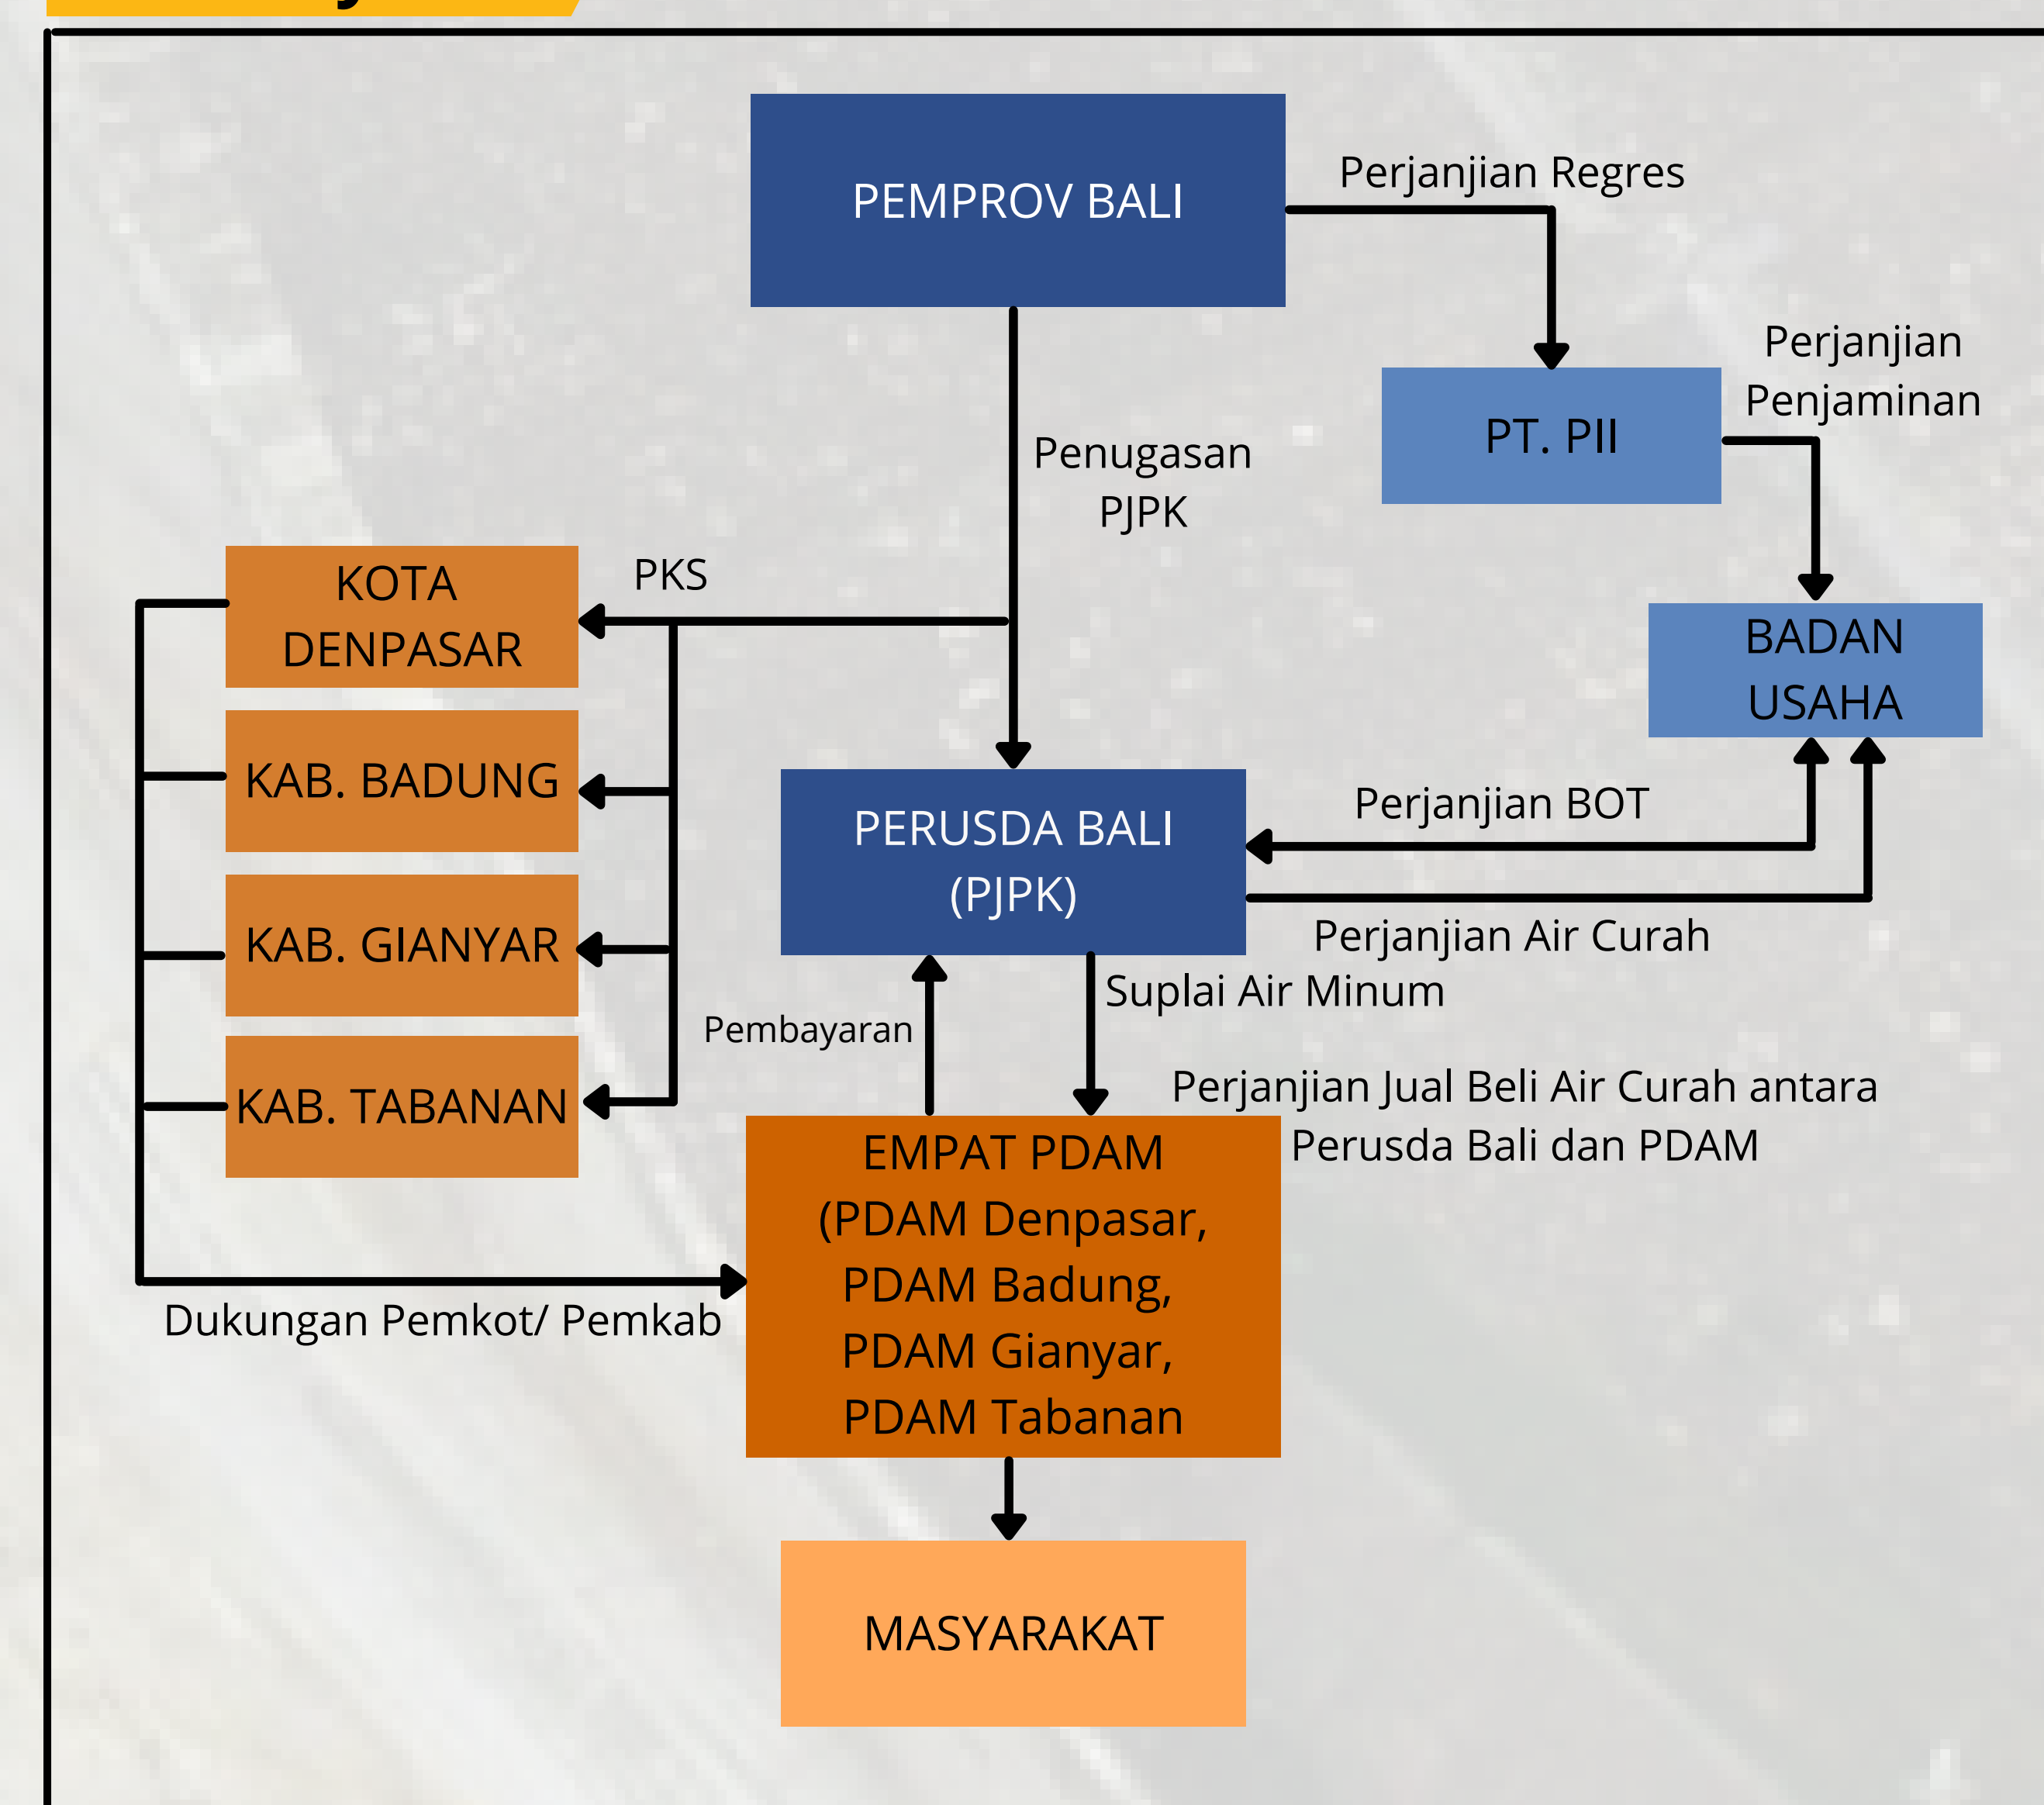 PEMPROV BALI
Perjanjian Regres
Perjanjian
Penjaminan
PT. PII
Penugasan
PJPK
PKS
KOTA
DENPASAR
BADAN
USAHA
KAB. BADUNG
PERUSDA BALI
(PJPK)
Perjanjian BOT
KAB. GIANYAR
Perjanjian Air Curah
Suplai Air Minum
Pembayaran
KAB. TABANAN
Perjanjian Jual Beli Air Curah antara
Perusda Bali dan PDAM
EMPAT PDAM
(PDAM Denpasar,
PDAM Badung,
PDAM Gianyar,
PDAM Tabanan
Dukungan Pemkot/ Pemkab
MASYARAKAT